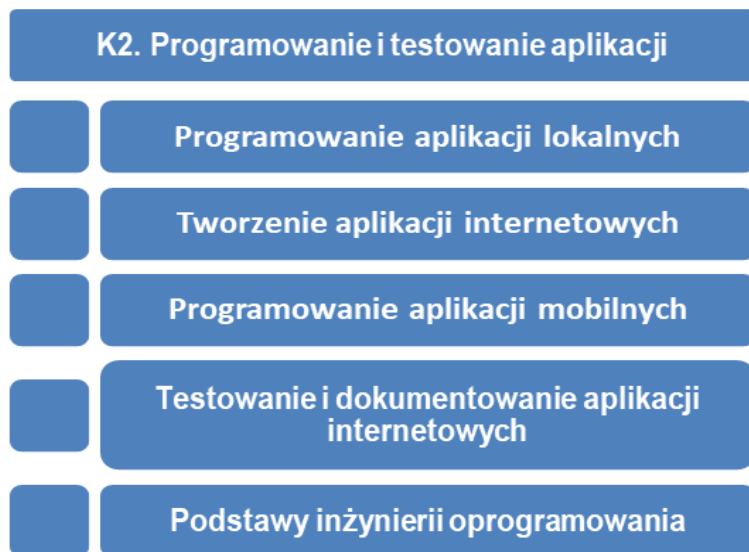 K2. Programowanie i testowanie aplikacji
Programowanie aplikacji lokalnych
Tworzenie aplikacji internetowych
Programowanie aplikacji mobilnych
Testowanie i dokumentowanie aplikacji
internetowych
Podstawy inżynierii oprogramowania